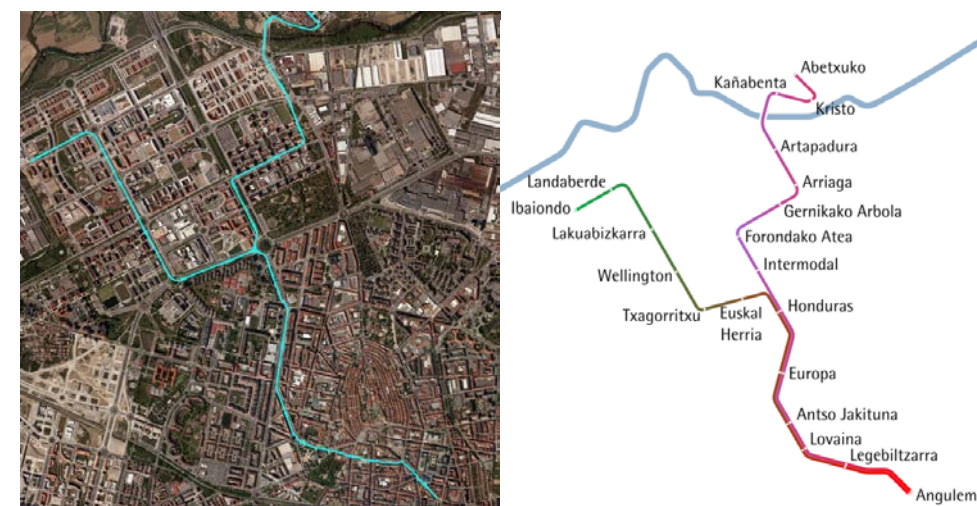 Abetxuko
Kañabenta
Kristo
Artapadura
Landaberde
Arriaga
Ibaiondo
Gernikako Arbola
Lakuabizkarra
Forondako Atea
Intermodal
Wellington
Txagorritxu
Euskal
Herria
Honduras
Europa
Antso Jakituna
Lovaina
Legebiltzarra
Angulem